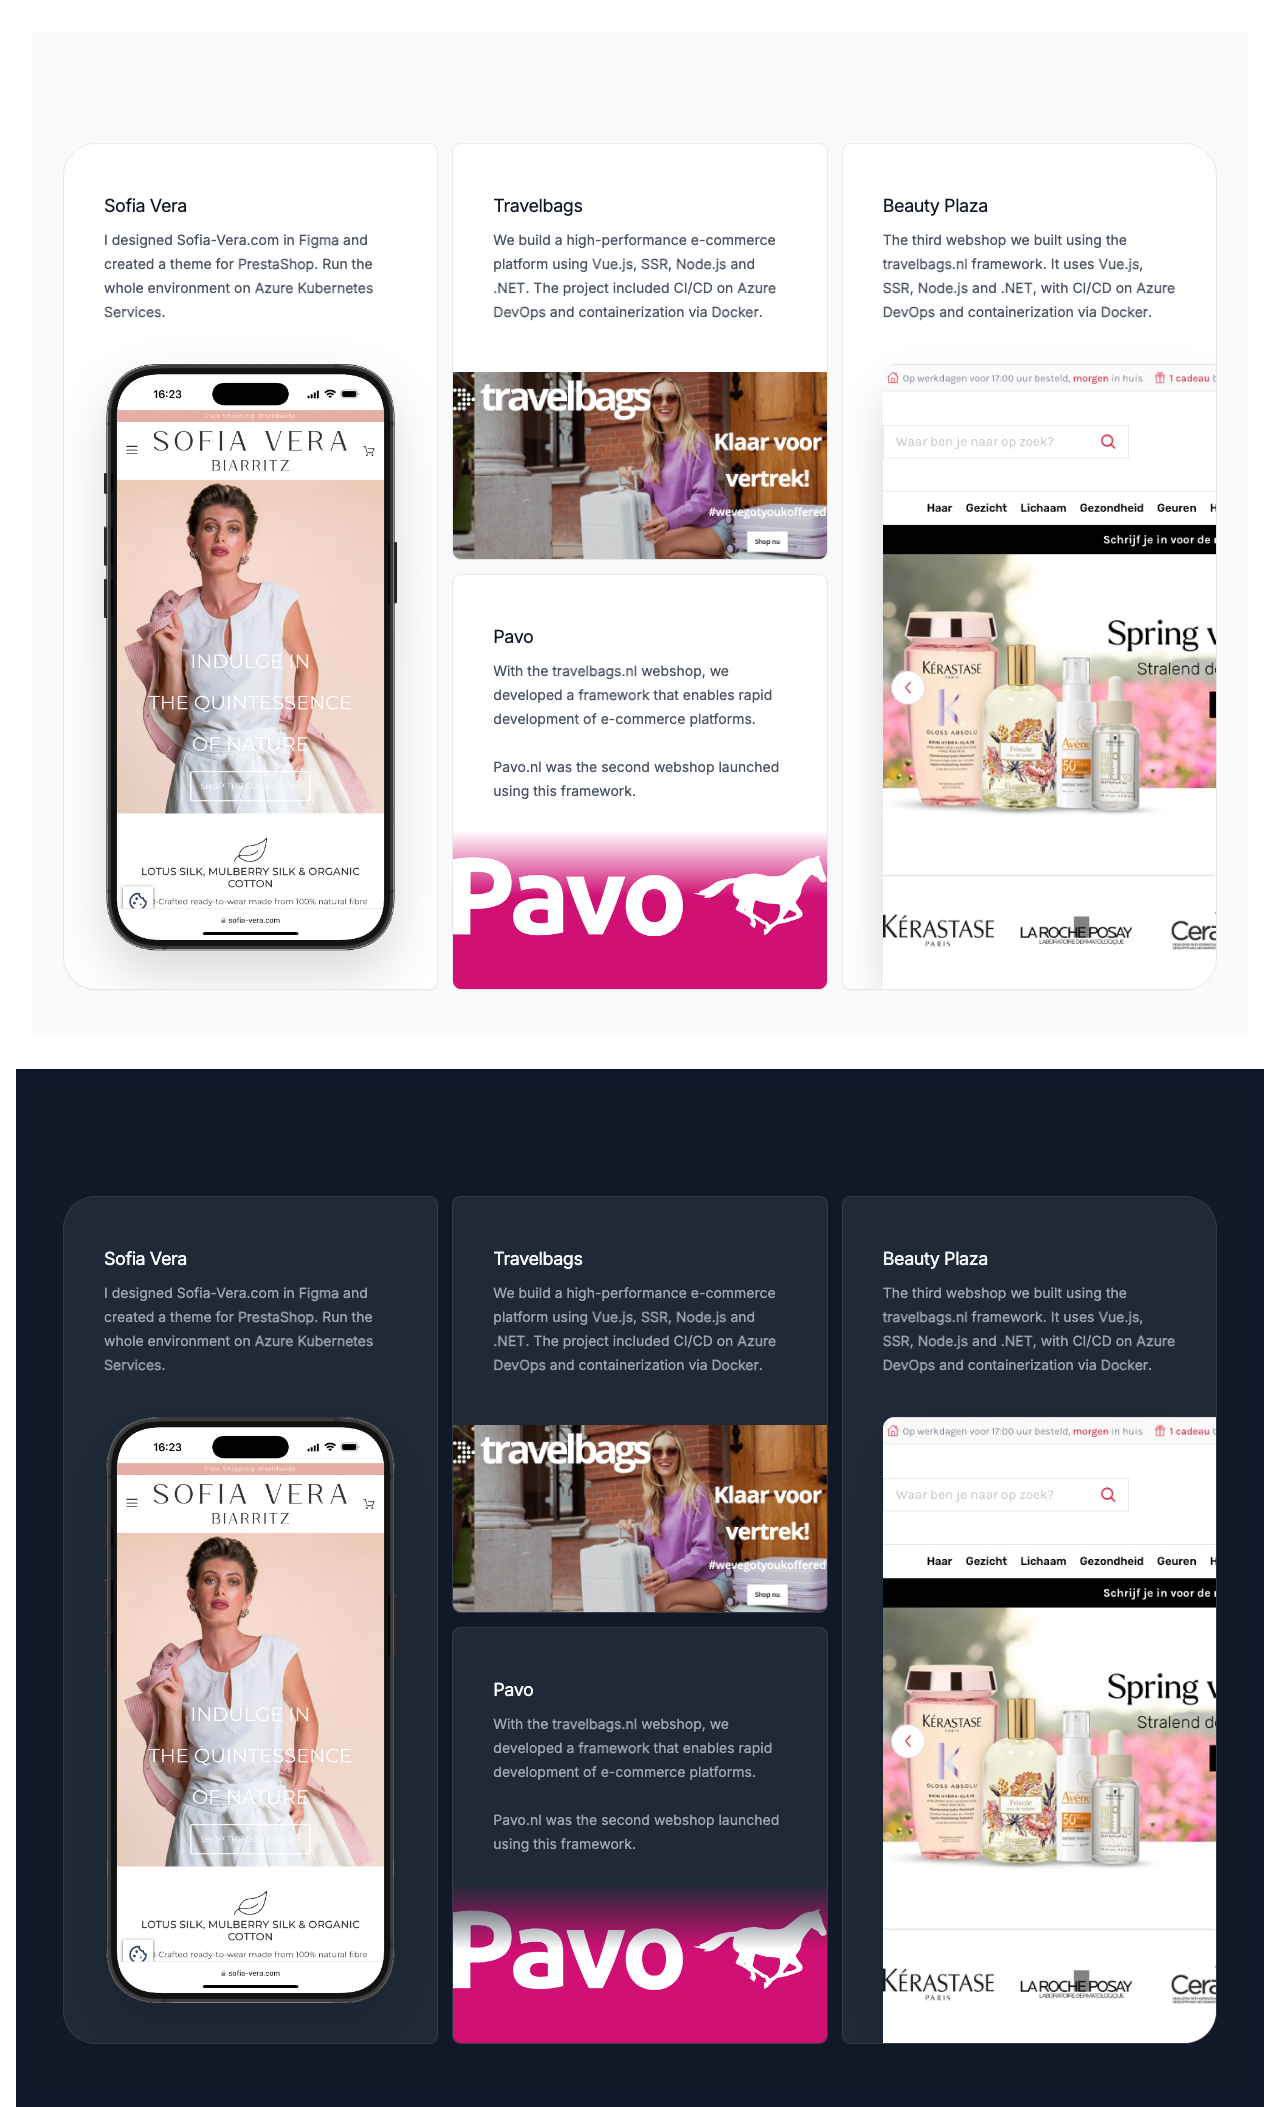 Sofia Vera
I designed Sofia-Vera.com in Figma and
created a theme for PrestaShop. Run the
whole environment on Azure Kubernetes
Services.
16:23
Free Shipping Worldwide
SOFIA VERA
BIARRITZ
INDULGE IN
THE QUINTESSENCE
OF NATURE
SHOP THE COLLECTION
LOTUS SILK, MULBERRY SILK & ORGANIC
COTTON
-Crafted ready-to-wear made from 100% natural fibre
sofia-vera.com
Travelbags
We build a high-performance e-commerce
platform using Vue.js, SSR, Node.js and
.NET. The project included CI/CD on Azure
DevOps and containerization via Docker.
travelbags
Klaar voor
vertrek!
#wevegotyoukoffered
Shop nu
Pavo
With the travelbags.nl webshop, we
developed a framework that enables rapid
development of e-commerce platforms.
Pavo.nl was the second webshop launched
using this framework.
Pavo
Beauty Plaza
The third webshop we built using the
travelbags.nl framework. It uses Vue.js,
SSR, Node.js and .NET, with CI/CD on Azure
DevOps and containerization via Docker.
Op werkdagen voor 17:00 uur besteld, morgen in huis 1 cadeau b
Waar ben je naar op zoek?
Haar Gezicht Lichaam Gezondheid Geuren H
Schrijf je in voor de
Spring
Stralend de
KÉRASTASE
K
GLOSS ABSOLU
Frivole
Avène
50
KÉRASTASE
PARIS
LA ROCHE POSAY
LABORATOIRE DERMATOLOGIQUE
Cera
Sofia Vera
I designed Sofia-Vera.com in Figma and
created a theme for PrestaShop. Run the
whole environment on Azure Kubernetes
Services.
16:23
Free Shipping Worldwide
SOFIA VERA
BIARRITZ
INDULGE IN
THE QUINTESSENCE
OF NATURE
SHOP THE COLLECTION
LOTUS SILK, MULBERRY SILK & ORGANIC
COTTON
-Crafted ready-to-wear made from 100% natural fibre
sofia-vera.com
Travelbags
We build a high-performance e-commerce
platform using Vue.js, SSR, Node.js and
.NET. The project included CI/CD on Azure
DevOps and containerization via Docker.
travelbags
Klaar voor
vertrek!
#wevegotyoukoffered
Shop nu
Pavo
With the travelbags.nl webshop, we
developed a framework that enables rapid
development of e-commerce platforms.
Pavo.nl was the second webshop launched
using this framework.
Pavo
Beauty Plaza
The third webshop we built using the
travelbags.nl framework. It uses Vue.js,
SSR, Node.js and .NET, with CI/CD on Azure
DevOps and containerization via Docker.
Op werkdagen voor 17:00 uur besteld, morgen in huis 1 cadeau b
Waar ben je naar op zoek?
Haar Gezicht Lichaam Gezondheid Geuren H
Schrijf je in voor de
Spring
Stralend de
KÉRASTASE
K
GLOSS ABSOLU
Frivole
Avène
50
KÉRASTASE
PARIS
LA ROCHE POSAY
LABORATOIRE DERMATOLOGIQUE
Cera